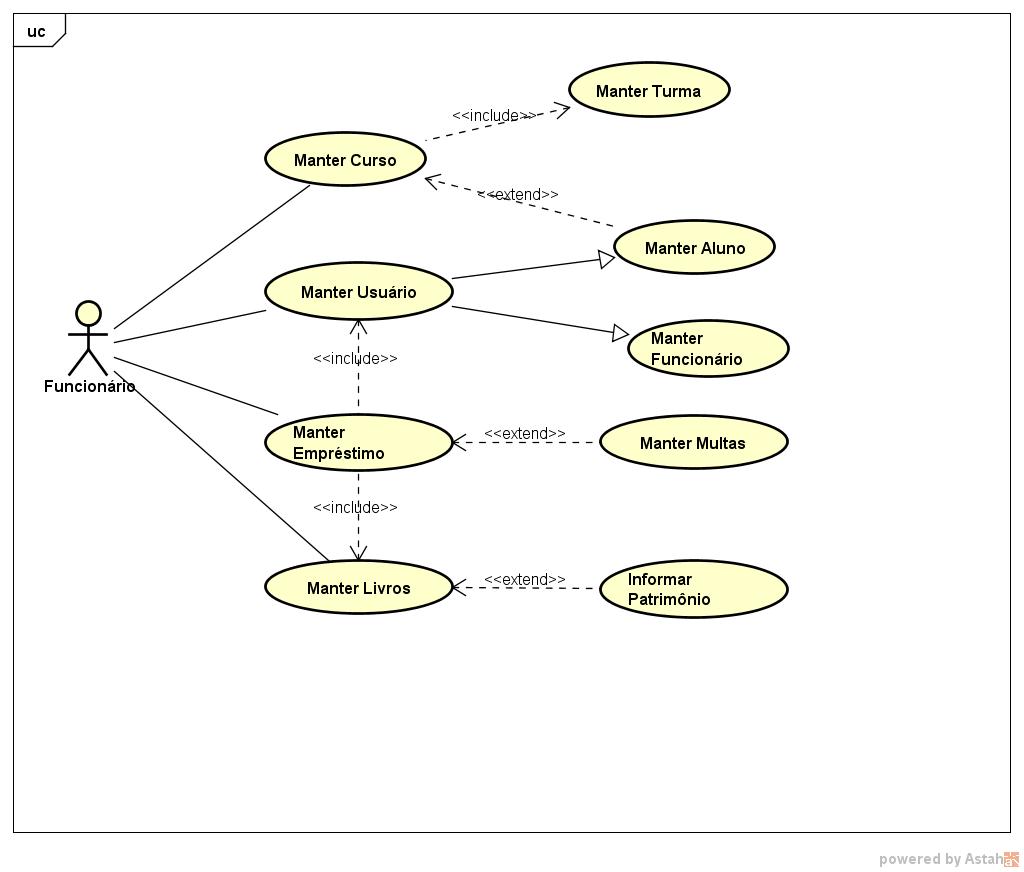 uc
Manter Turma
<<include>>
Manter Curso
<<extend>>
Manter Aluno
Manter Usuário
Manter
Funcionário
<<include>>
Funcionário
Manter
Empréstimo
<<extend>>
Manter Multas
<<include>>
Manter Livros
<<extend>>
Informar
Patrimônio
powered by Astah